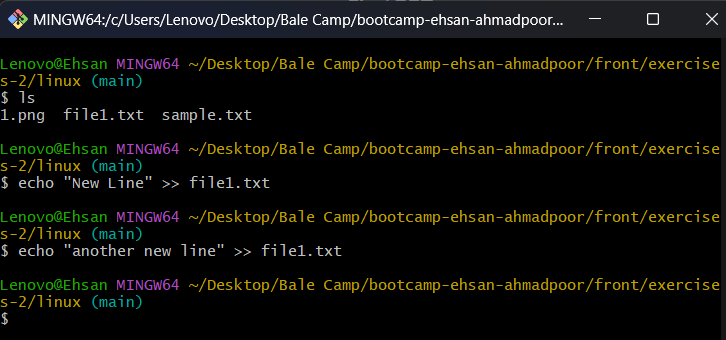 MINGW64:/c/Users/Lenovo/Desktop/Bale Camp/bootcamp-ehsan-ahmadpoor...
Lenovo@Ehsan MINGW64 ~/Desktop/Bale Camp/bootcamp-ehsan-ahmadpoor/front/exercise
s-2/linux (main)
$ ls
1.png  file1.txt  sample.txt
Lenovo@Ehsan MINGW64 ~/Desktop/Bale Camp/bootcamp-ehsan-ahmadpoor/front/exercise
s-2/linux (main)
$ echo "New Line" >> file1.txt
Lenovo@Ehsan MINGW64 ~/Desktop/Bale Camp/bootcamp-ehsan-ahmadpoor/front/exercise
s-2/linux (main)
$ echo "another new line" >> file1.txt
Lenovo@Ehsan MINGW64 ~/Desktop/Bale Camp/bootcamp-ehsan-ahmadpoor/front/exercise
s-2/linux (main)
$